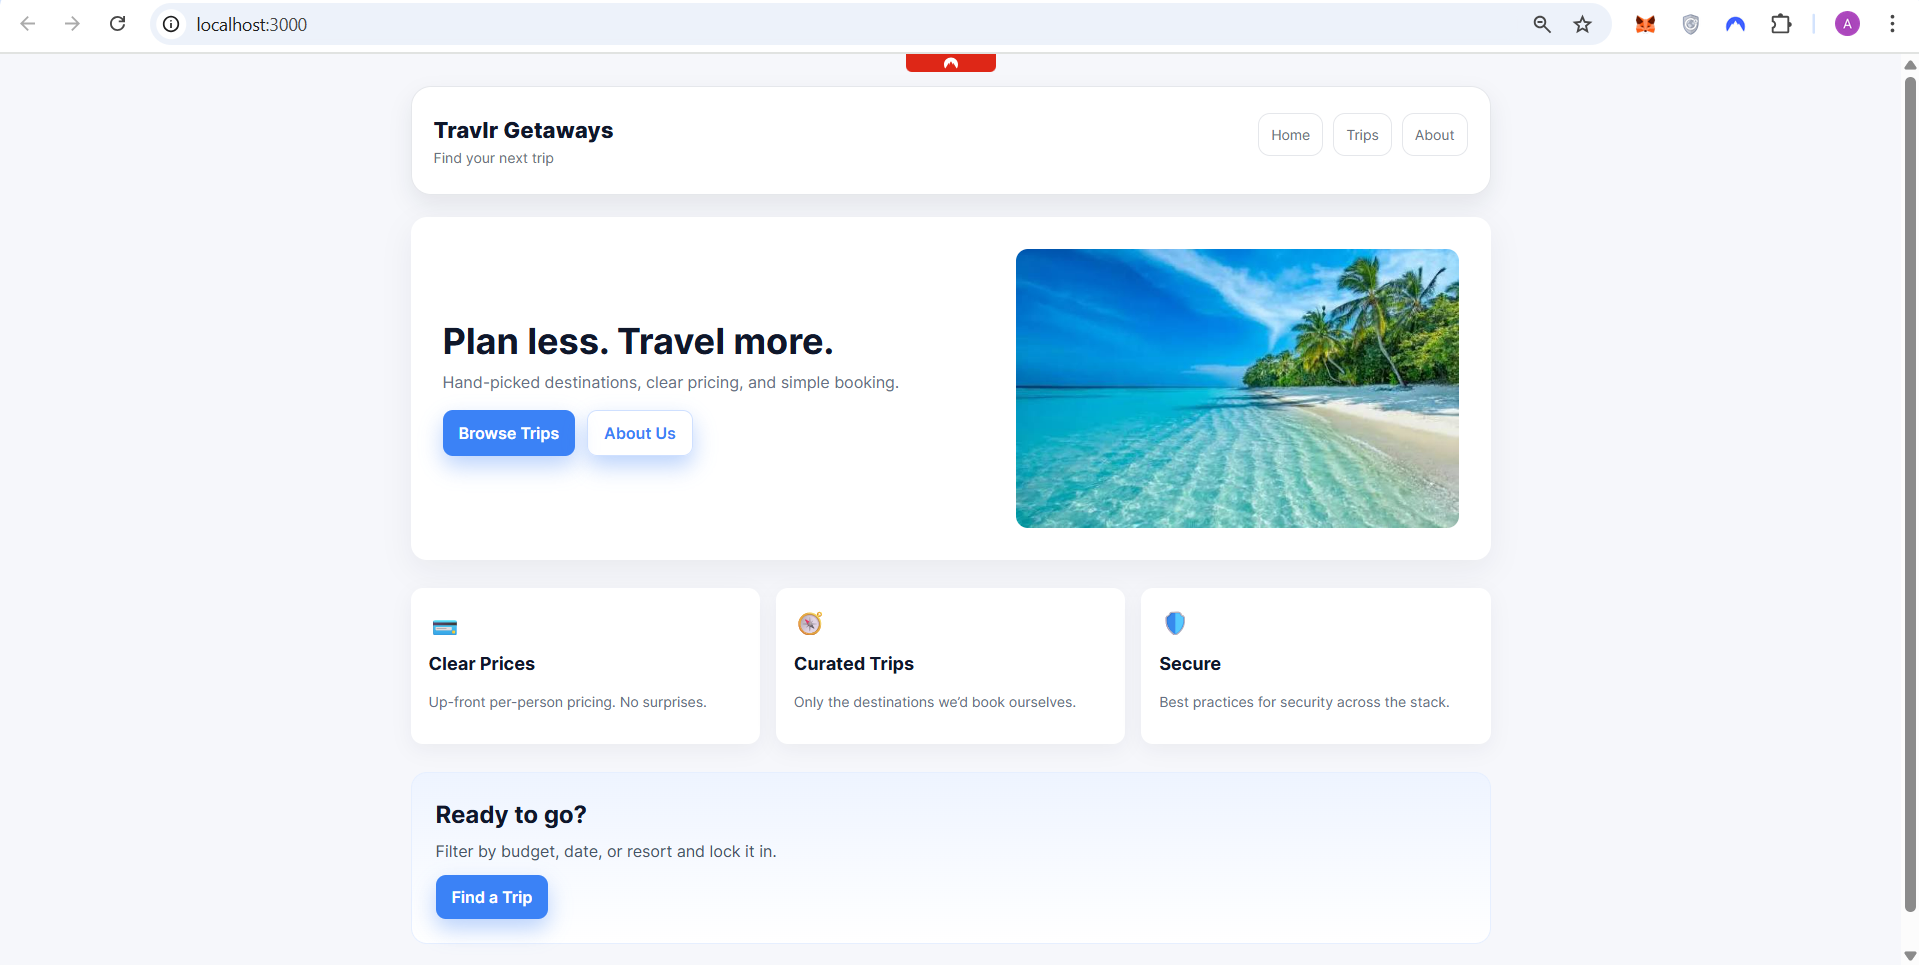 localhost:3000
A
Travlr Getaways
Find your next trip
Home
Trips
About
Plan less. Travel more.
Hand-picked destinations, clear pricing, and simple booking.
Browse Trips
About Us
Clear Prices
Up-front per-person pricing. No surprises.
Curated Trips
Only the destinations we’d book ourselves.
Secure
Best practices for security across the stack.
Ready to go?
Filter by budget, date, or resort and lock it in.
Find a Trip